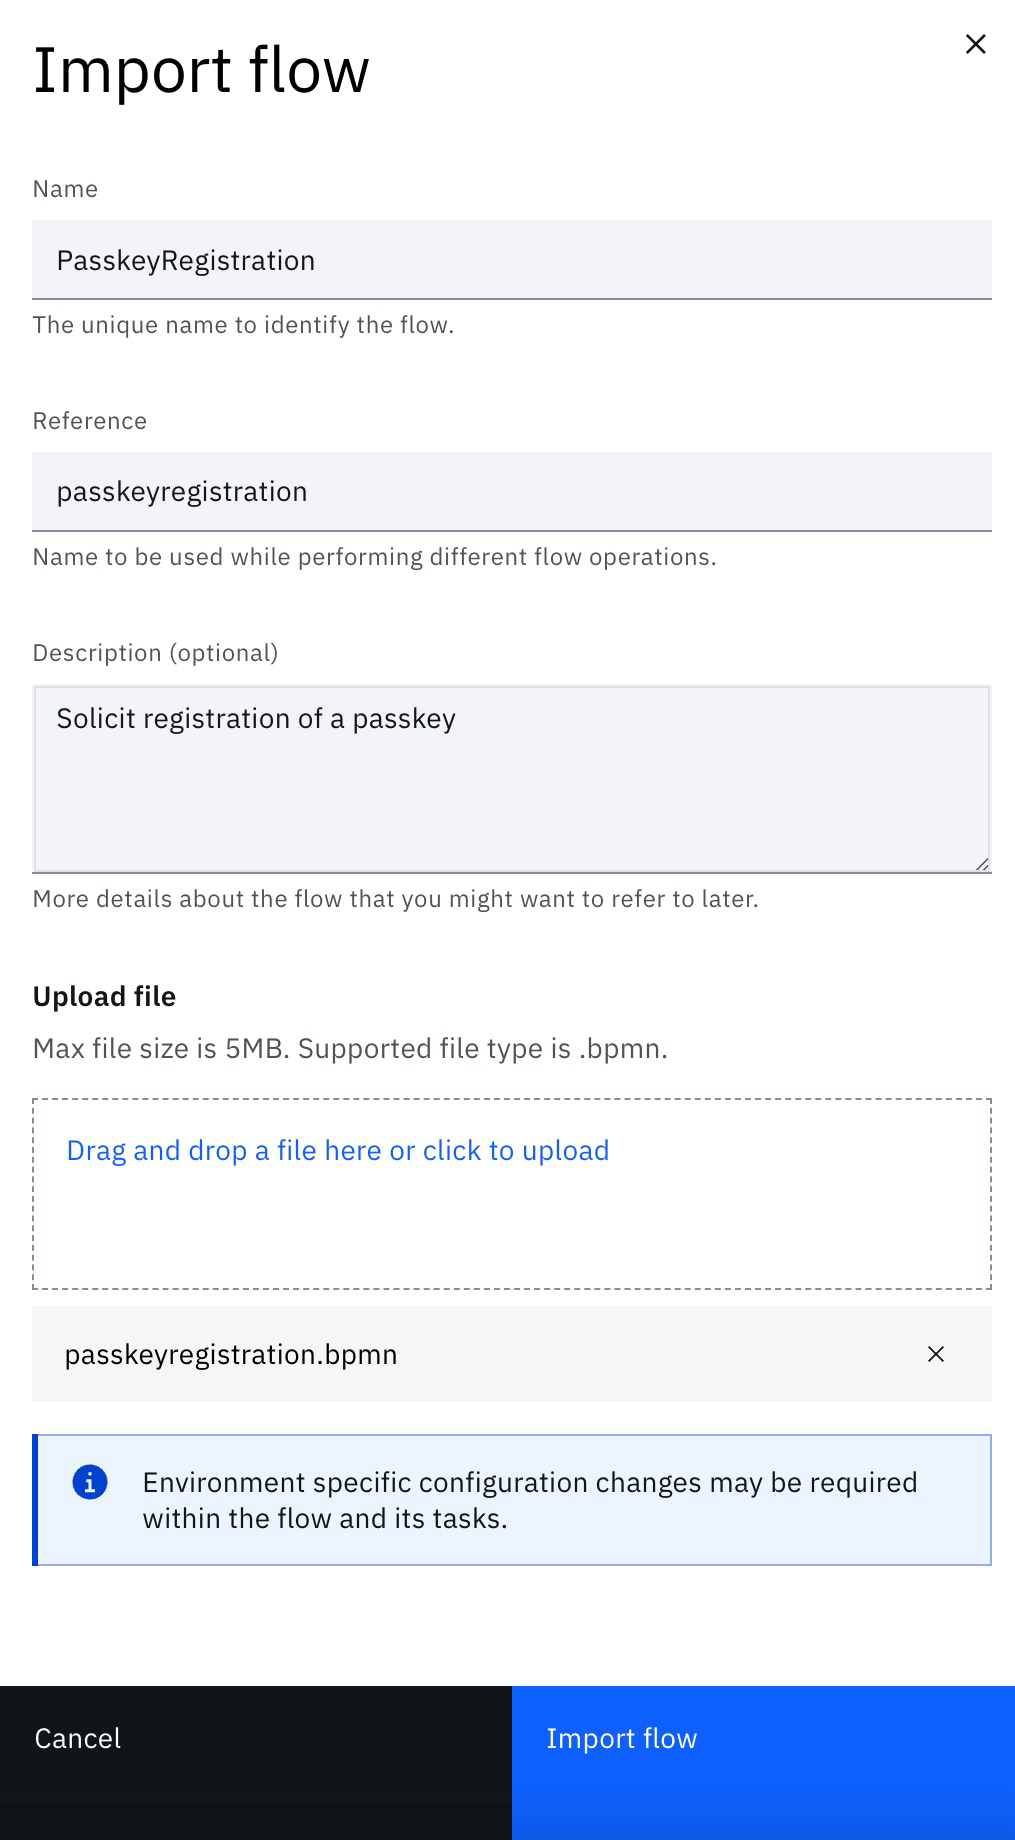 Import flow
Name
PasskeyRegistration
The unique name to identify the flow.
Reference
passkeyregistration
Name to be used while performing different flow operations.
Description (optional)
Solicit registration of a passkey
More details about the flow that you might want to refer to later.
Upload file
Max file size is 5MB. Supported file type is .bpmn.
Drag and drop a file here or click to upload
passkeyregistration.bpmn
Environment specific configuration changes may be required
within the flow and its tasks.
Cancel
Import flow